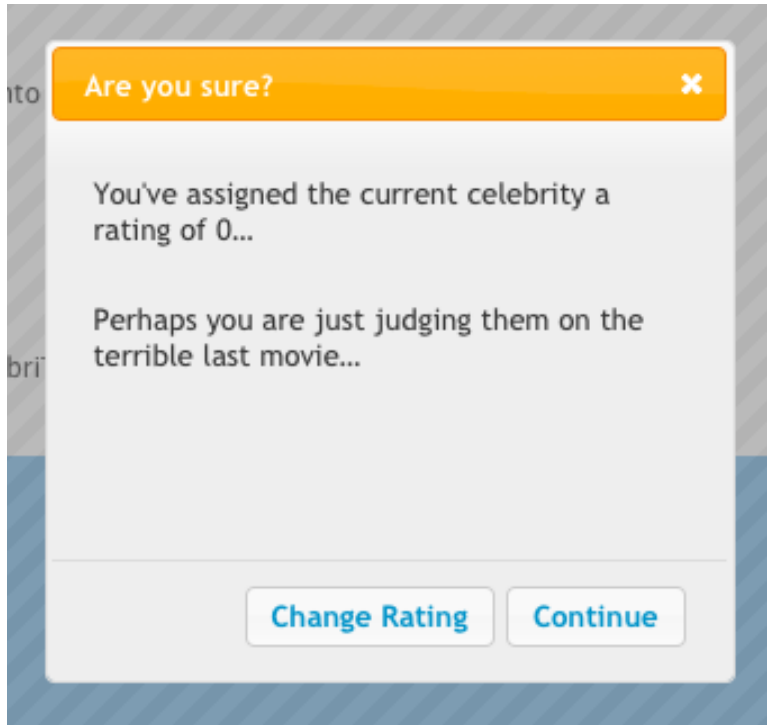 Are you sure?
nto
You've assigned the current celebrity a
rating of 0…
Perhaps you are just judging them on the
terrible last movie…
Change Rating
Continue